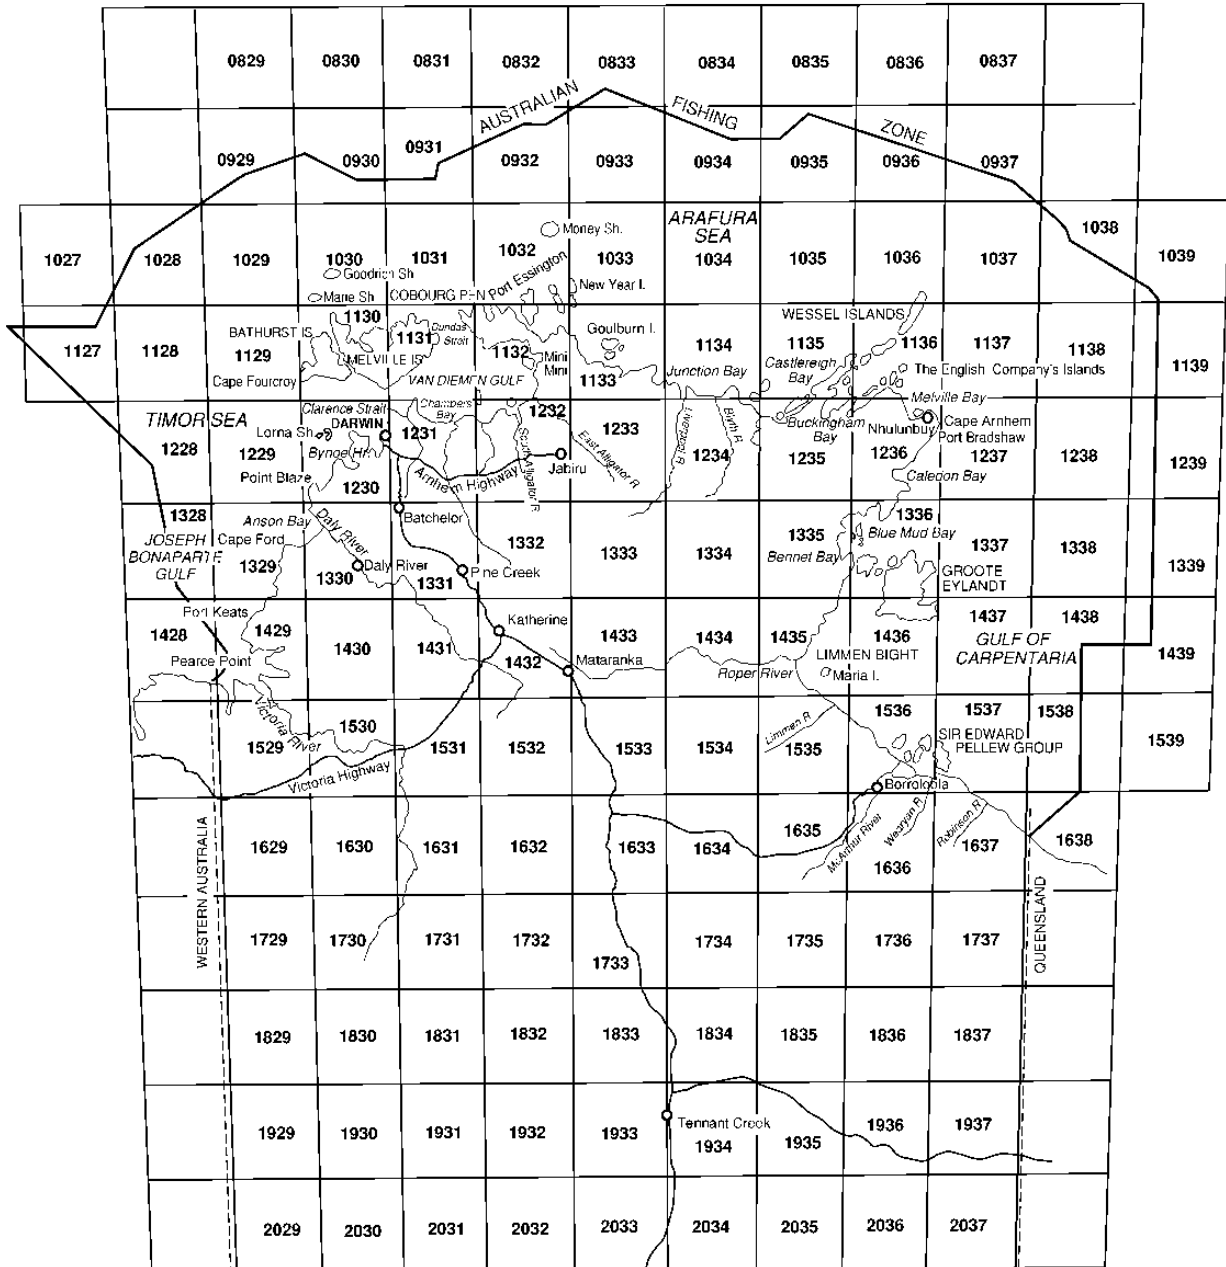 0829 0830 0831 0832 0833 0834 0835 0836 0837
AUSTRALIAN FISHING ZONE
0929 0930 0931 0932 0933 0934 0935 0936 0937
ARAFURA
SEA
Money Sh.
1027 1028 1029 1030 1031 1032 1033 1034 1035 1036 1037 1038 1039
Goodrich Sh
Port Essington
New Year I.
Marie Sh
COBOURG PEN
1127 1128 1129 1130 1131 1132 1133 1134 1135 1136 1137 1138 1139
BATHURST IS
Dundas
Strait
Goulburn I.
WESSEL ISLANDS
MELVILLE IS
Mini
Mini
Castlereigh
Bay
Cape Fourcroy
VAN DIEMEN GULF
Junction Bay
The English Company's Islands
Melville Bay
TIMOR SEA
Clarence Strait
Chambers
Bay
DARWIN
Lorna Sh.
Liverpool R
Blyth R
Buckingham
Bay
Nhulunbuy
Cape Arnhem
Port Bradshaw
1228 1229 1230 1231 1232 1233 1234 1235 1236 1237 1238 1239
Bynoe Hr.
Point Blaze
Arnhem Highway
South Alligator R
East Alligator R
Jabiru
Caledon Bay
1328 1329 1330 1331 1332 1333 1334 1335 1336 1337 1338 1339
JOSEPH
BONAPARTE
GULF
Anson Bay
Cape Ford
Daly River
Batchelor
Blue Mud Bay
Bennet Bay
Daly River
Pine Creek
GROOTE
EYLANDT
Port Keats
Katherine
1428 1429 1430 1431 1432 1433 1434 1435 1436 1437 1438 1439
Pearce Point
Mataranka
Roper River
LIMMEN BIGHT
Maria I.
GULF OF
CARPENTARIA
1529 1530 1531 1532 1533 1534 1535 1536 1537 1538 1539
Victoria River
Limmen R
SIR EDWARD
PELLEW GROUP
Victoria Highway
Borroloola
WESTERN AUSTRALIA
1629 1630 1631 1632 1633 1634 1635 1636 1637 1638
McArthur River
Wearyan R
Robinson R
QUEENSLAND
1729 1730 1731 1732 1733 1734 1735 1736 1737
1829 1830 1831 1832 1833 1834 1835 1836 1837
Tennant Creek
1929 1930 1931 1932 1933 1934 1935 1936 1937
2029 2030 2031 2032 2033 2034 2035 2036 2037